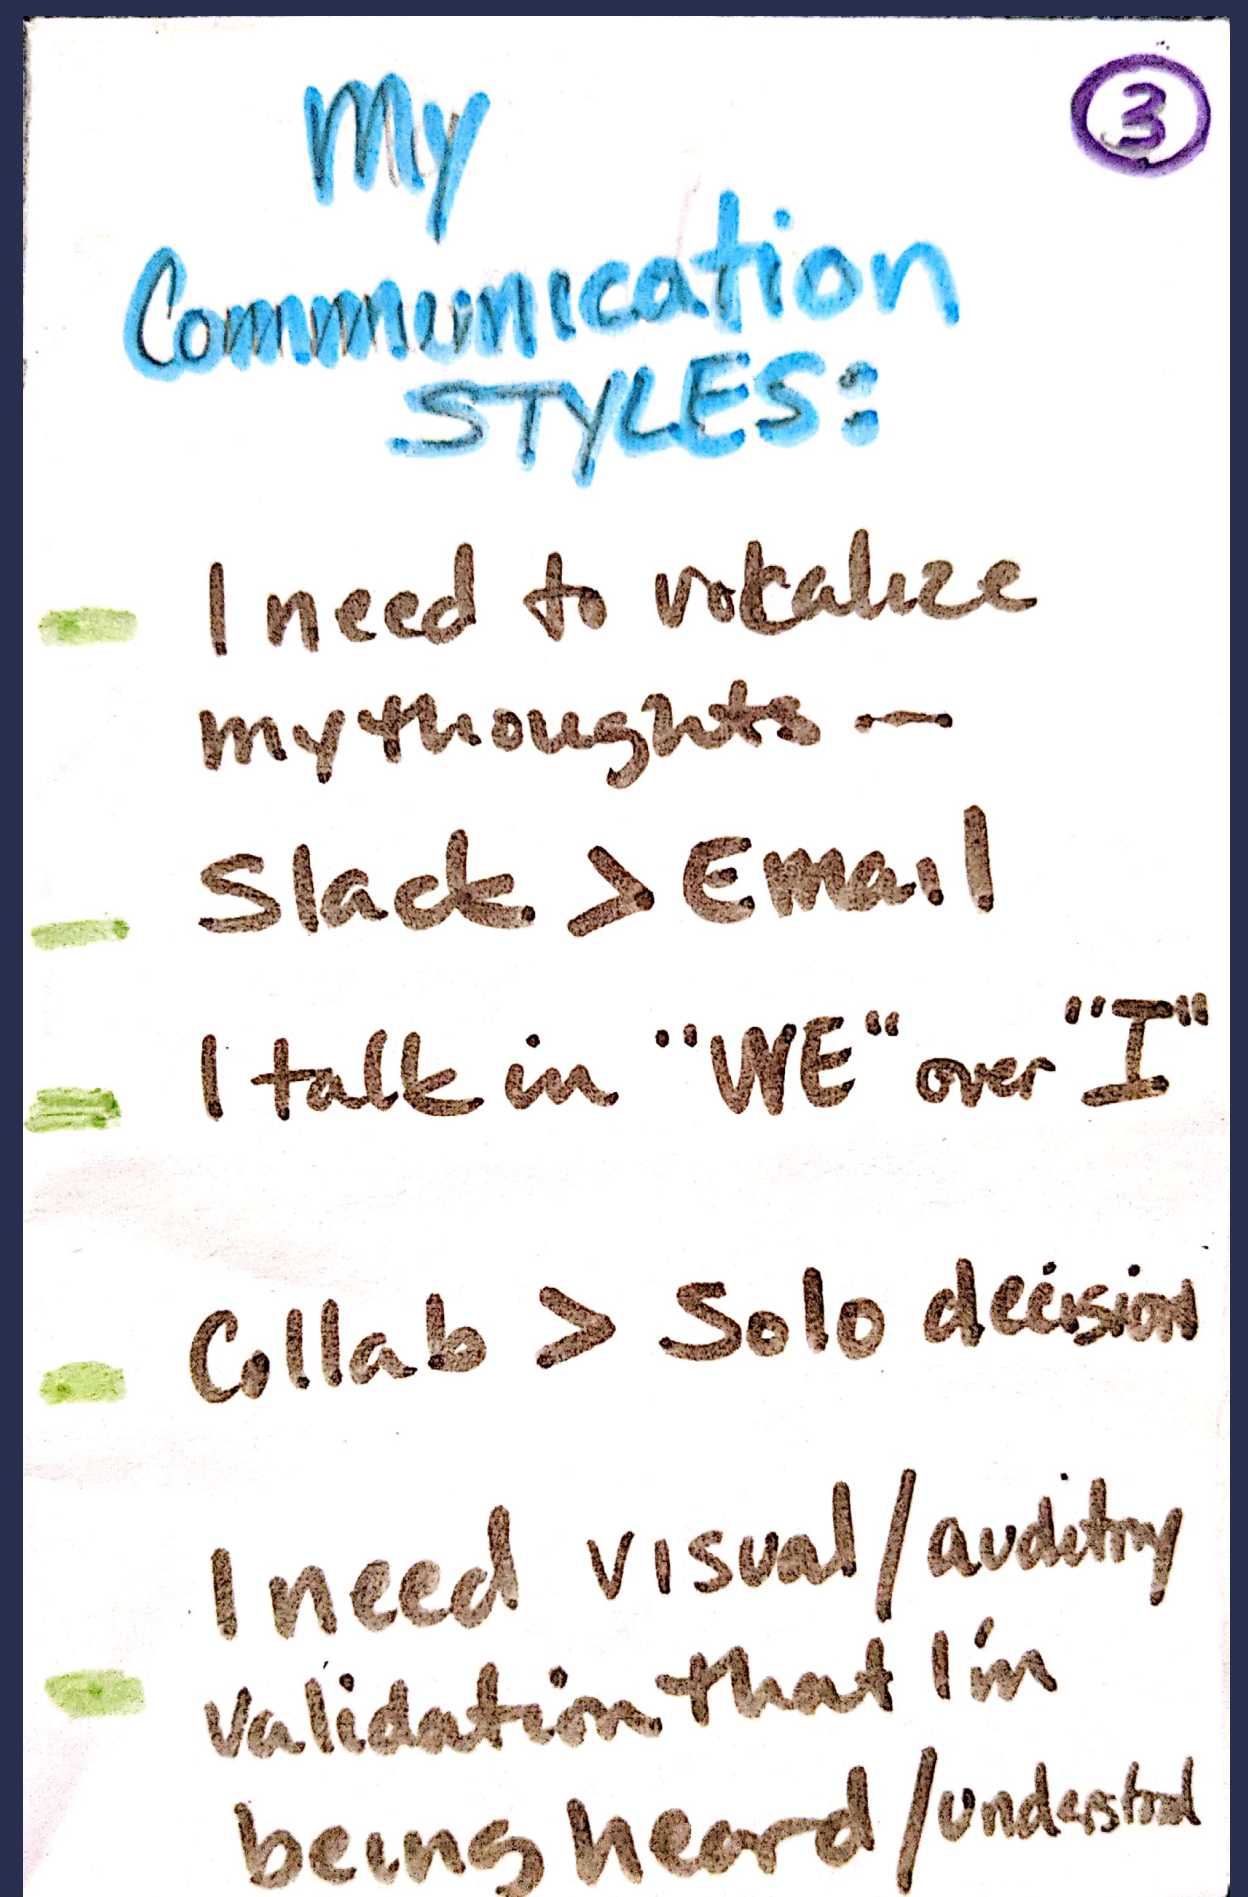 3
My
Communication
STYLES:
I need to vocalize
my thoughts —
Slack > Email
I talk in "WE" over "I"
Collab > Solo decision
I need visual/auditory
validation that I'm
being heard/understood